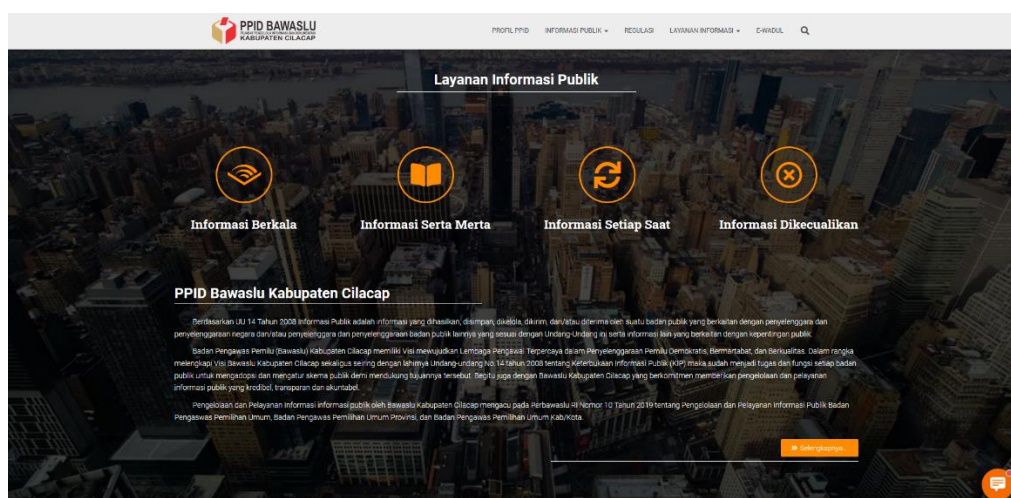 PPID BAWASLU
KABUPATEN CILACAP
PROFIL PPID
INFORMASI PUBLIK
REGULASI
LAYANAN INFORMASI
E-WADUL
Layanan Informasi Publik
Informasi Berkala
Informasi Serta Merta
Informasi Setiap Saat
Informasi Dikecualikan
PPID Bawaslu Kabupaten Cilacap
Berdasarkan UU 14 Tahun 2008 Informasi Publik adalah informasi yang dihasilkan, disimpan, dikelola, dikirim, dan/atau diterima oleh suatu badan publik yang berkaitan dengan penyelenggara dan
penyelenggaraan negara dan/atau penyelenggara dan penyelenggaraan badan publik lainnya yang sesuai dengan Undang-Undang ini serta informasi lain yang berkaitan dengan kepentingan publik.
Badan Pengawas Pemilu (Bawaslu) Kabupaten Cilacap memiliki Visi mewujudkan Lembaga Pengawal Terpercaya dalam Penyelenggaraan Pemilu Demokratis, Bermartabat, dan Berkualitas. Dalam rangka
melengkapi Visi Bawaslu Kabupaten Cilacap sekaligus seiring dengan lahirnya Undang-undang No 14 tahun 2008 tentang Keterbukaan Informasi Publik (KIP) maka sudah menjadi tugas dan fungsi setiap badan
publik untuk mengadopsi dan mengatur skema publik demi mendukung tujuannya tersebut. Begitu juga dengan Bawaslu Kabupaten Cilacap yang berkomitmen memberikan pengelolaan dan pelayanan
informasi publik yang kredibel, transparan dan akuntabel.
Pengelolaan dan Pelayanan Informasi informasi publik oleh Bawaslu Kabupaten Cilacap mengacu pada Perbawaslu RI Nomor 10 Tahun 2019 tentang Pengelolaan dan Pelayanan Informasi Publik Badan
Pengaswas Pemilihan Umum, Badan Pengawas Pemilihan Umum Provinsi, dan Badan Pengawas Pemilihan Umum Kab/Kota.
Selengkapnya..